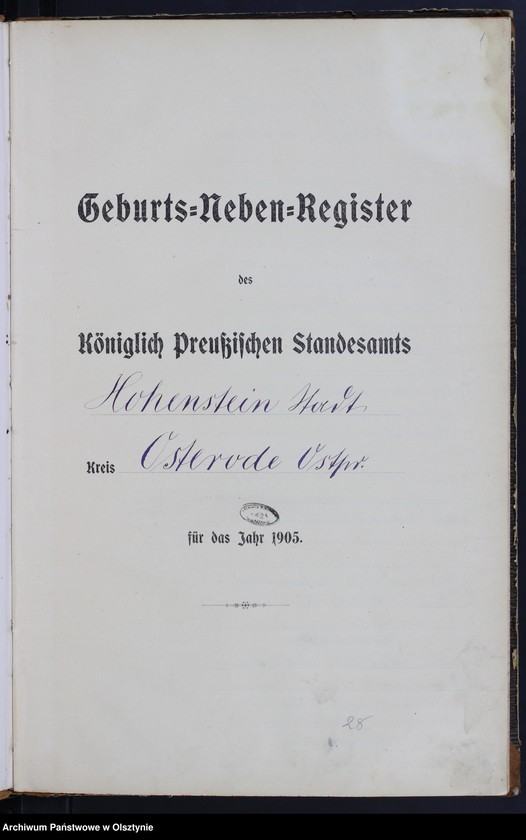 Geburts=Neben=Register
des
Königlich Preußischen Standesamts
Hohenstein Stadt
Kreis Osterode Ostpr.
für das Jahr 1905.
28
Archiwum Państwowe w Olsztynie